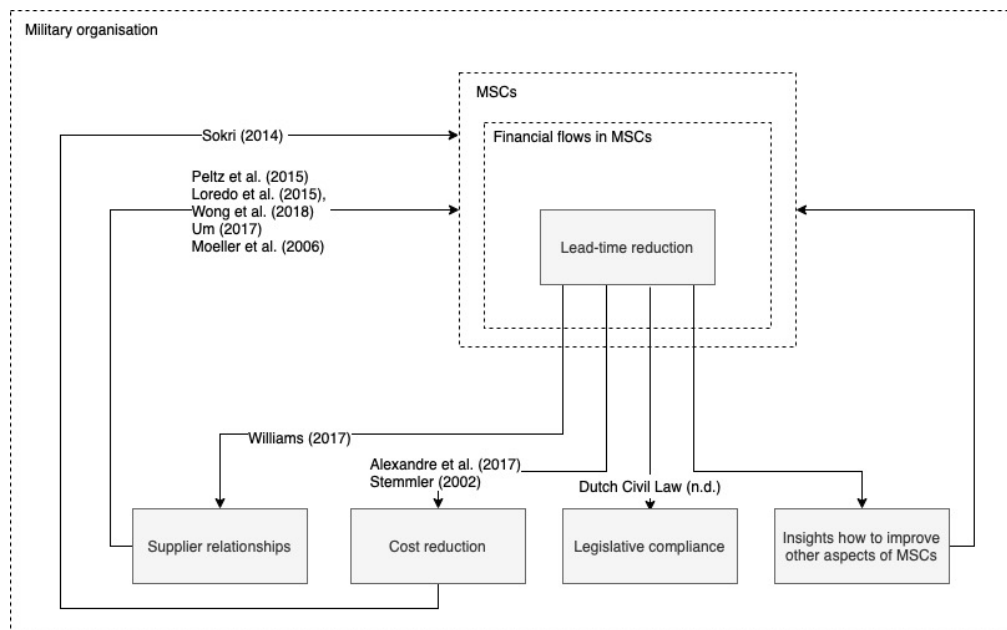 Military organisation
MSCs
Financial flows in MSCs
Sokri (2014)
Peltz et al. (2015)
Loredo et al. (2015),
Wong et al. (2018)
Um (2017)
Moeller et al. (2006)
Lead-time reduction
Williams (2017)
Alexandre et al. (2017)
Stemmler (2002)
Dutch Civil Law (n.d.)
Supplier relationships
Cost reduction
Legislative compliance
Insights how to improve
other aspects of MSCs